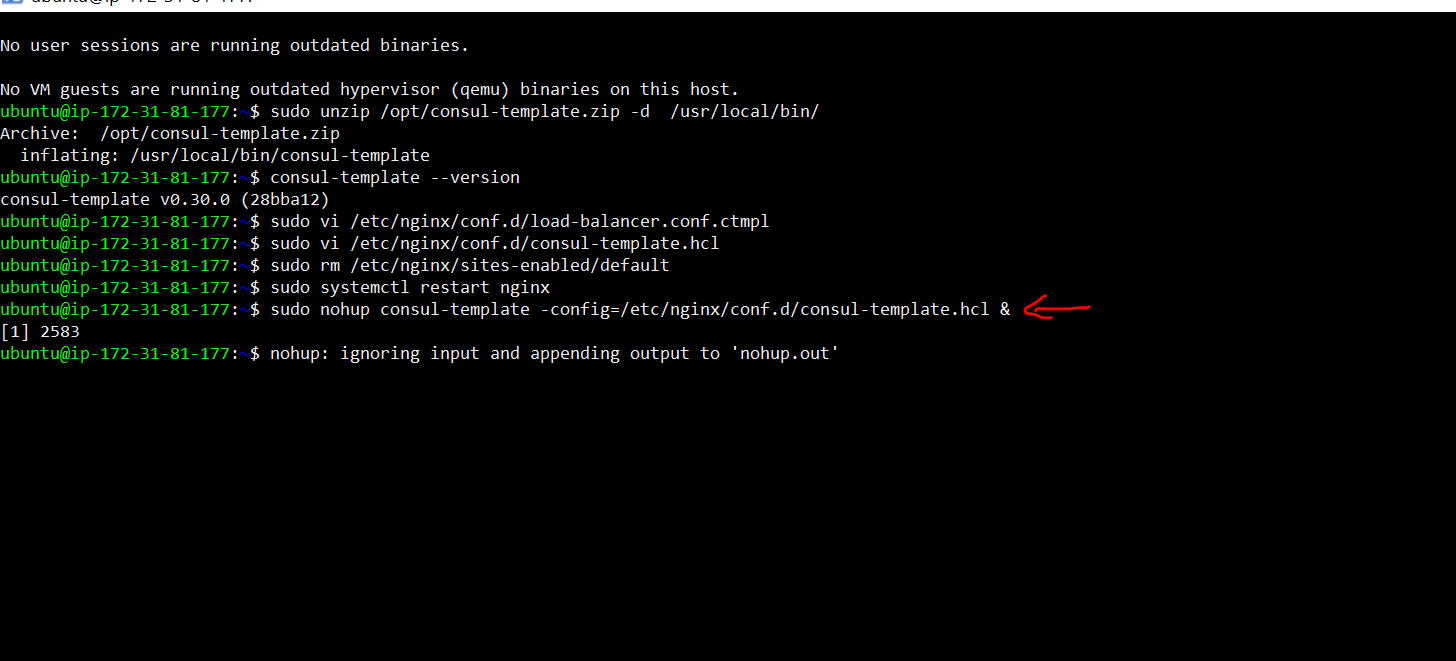 No user sessions are running outdated binaries.
No VM guests are running outdated hypervisor (qemu) binaries on this host.
ubuntu@ip-172-31-81-177:~$ sudo unzip /opt/consul-template.zip -d  /usr/local/bin/
Archive:  /opt/consul-template.zip
  inflating: /usr/local/bin/consul-template
ubuntu@ip-172-31-81-177:~$ consul-template --version
consul-template v0.30.0 (28bba12)
ubuntu@ip-172-31-81-177:~$ sudo vi /etc/nginx/conf.d/load-balancer.conf.ctmpl
ubuntu@ip-172-31-81-177:~$ sudo vi /etc/nginx/conf.d/consul-template.hcl
ubuntu@ip-172-31-81-177:~$ sudo rm /etc/nginx/sites-enabled/default
ubuntu@ip-172-31-81-177:~$ sudo systemctl restart nginx
ubuntu@ip-172-31-81-177:~$ sudo nohup consul-template -config=/etc/nginx/conf.d/consul-template.hcl &
[1] 2583
ubuntu@ip-172-31-81-177:~$ nohup: ignoring input and appending output to 'nohup.out'